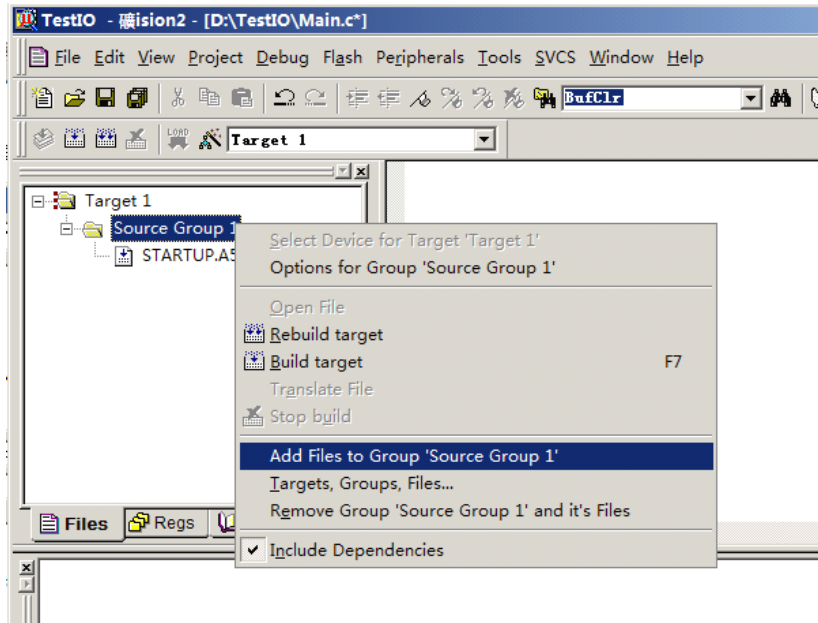 TestIO - 礦ision2 - [D:\TestIO\Main.c*]
File Edit View Project Debug Flash Peripherals Tools SVCS Window Help
BufClr
LOAD Target 1
Target 1
Source Group 1
STARTUP.A5
Select Device for Target 'Target 1'
Options for Group 'Source Group 1'
Open File
Rebuild target
Build target F7
Translate File
Stop build
Add Files to Group 'Source Group 1'
Targets, Groups, Files...
Remove Group 'Source Group 1' and it's Files
Include Dependencies
Files Regs